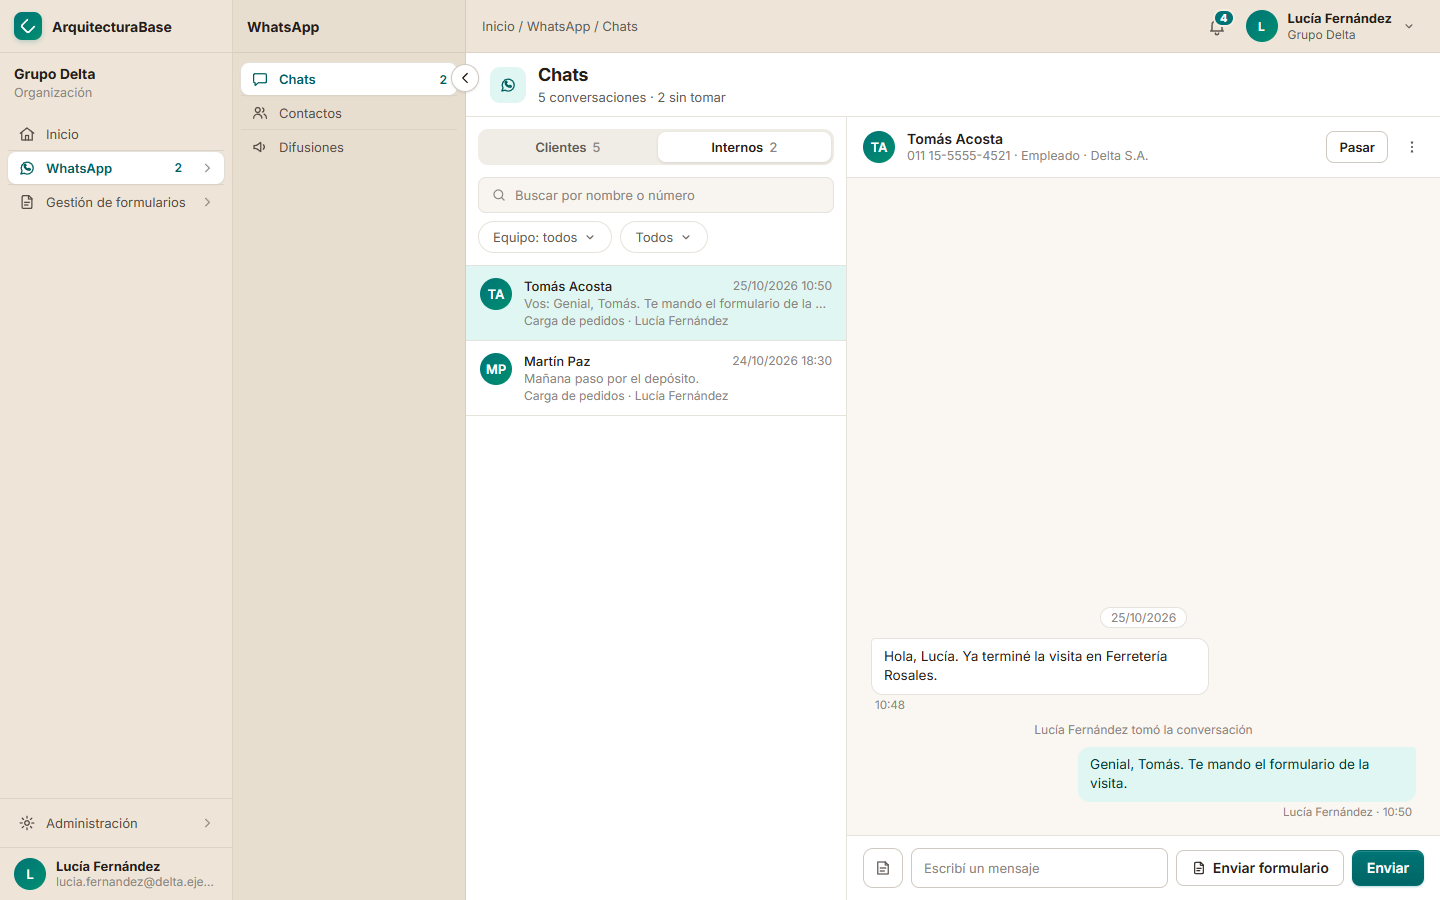 ArquitecturaBase
Grupo Delta
Organización
Inicio
WhatsApp 2
Gestión de formularios
Administración
L
Lucía Fernández
lucia.fernandez@delta.eje...
WhatsApp
Chats 2
Contactos
Difusiones
Inicio / WhatsApp / Chats
4
L
Lucía Fernández
Grupo Delta
Chats
5 conversaciones · 2 sin tomar
Clientes 5
Internos 2
Buscar por nombre o número
Equipo: todos
Todos
TA
Tomás Acosta 25/10/2026 10:50
Vos: Genial, Tomás. Te mando el formulario de la ...
Carga de pedidos · Lucía Fernández
MP
Martín Paz 24/10/2026 18:30
Mañana paso por el depósito.
Carga de pedidos · Lucía Fernández
TA
Tomás Acosta
011 15-5555-4521 · Empleado · Delta S.A.
Pasar
25/10/2026
Hola, Lucía. Ya terminé la visita en Ferretería
Rosales.
10:48
Lucía Fernández tomó la conversación
Genial, Tomás. Te mando el formulario de la
visita.
Lucía Fernández · 10:50
Escribí un mensaje
Enviar formulario
Enviar